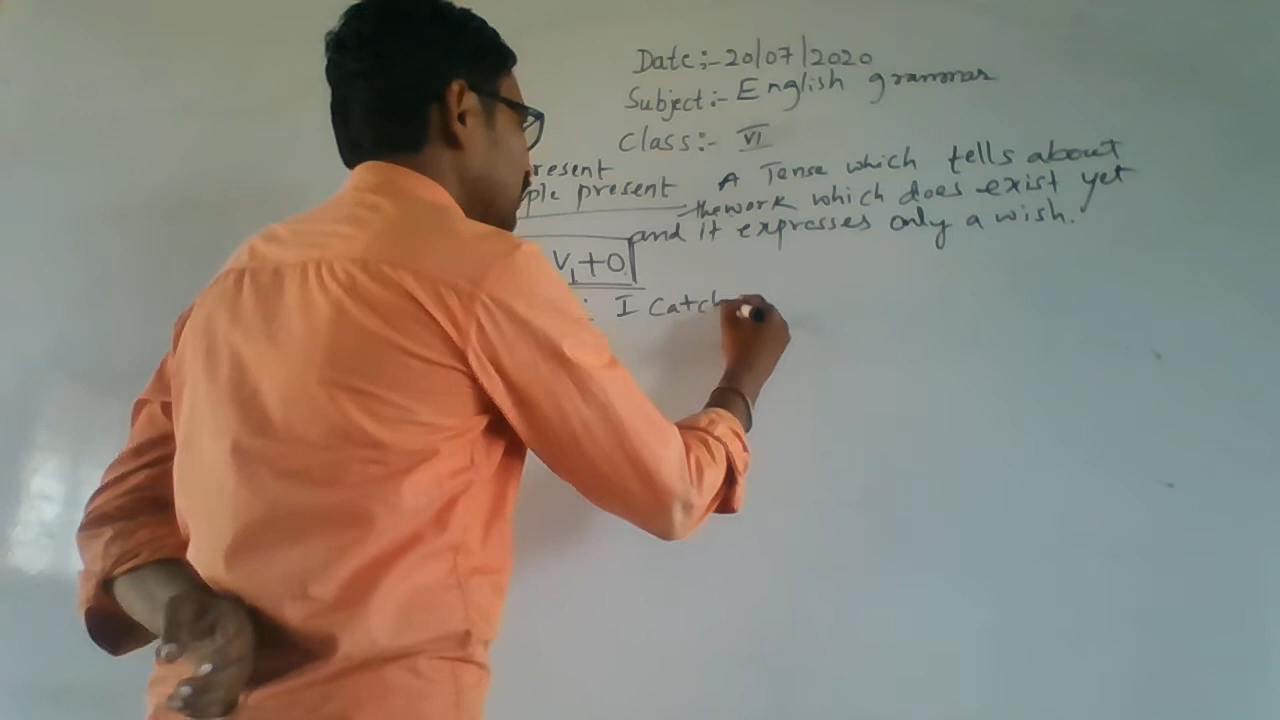 Date:- 20/07/2020
Subject:- English grammar
Class:- VI
resent
ple present A Tense which tells about
the work which does exist yet
and it expresses only a wish.
V1+O
: I Catch